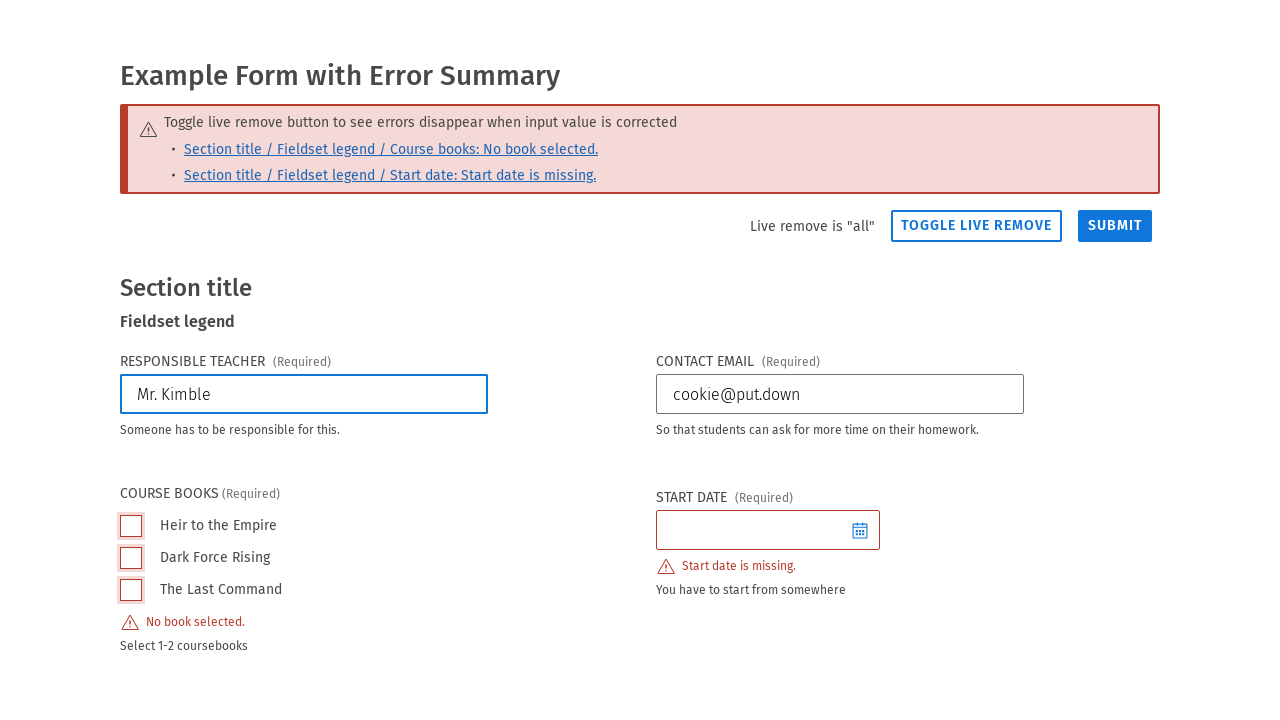 Example Form with Error Summary
Toggle live remove button to see errors disappear when input value is corrected
• Section title / Fieldset legend / Course books: No book selected.
• Section title / Fieldset legend / Start date: Start date is missing.
Live remove is "all" TOGGLE LIVE REMOVE SUBMIT
Section title
Fieldset legend
RESPONSIBLE TEACHER (Required)
Mr. Kimble
Someone has to be responsible for this.
CONTACT EMAIL (Required)
cookie@put.down
So that students can ask for more time on their homework.
COURSE BOOKS (Required)
Heir to the Empire
Dark Force Rising
The Last Command
No book selected.
Select 1-2 coursebooks
START DATE (Required)
Start date is missing.
You have to start from somewhere